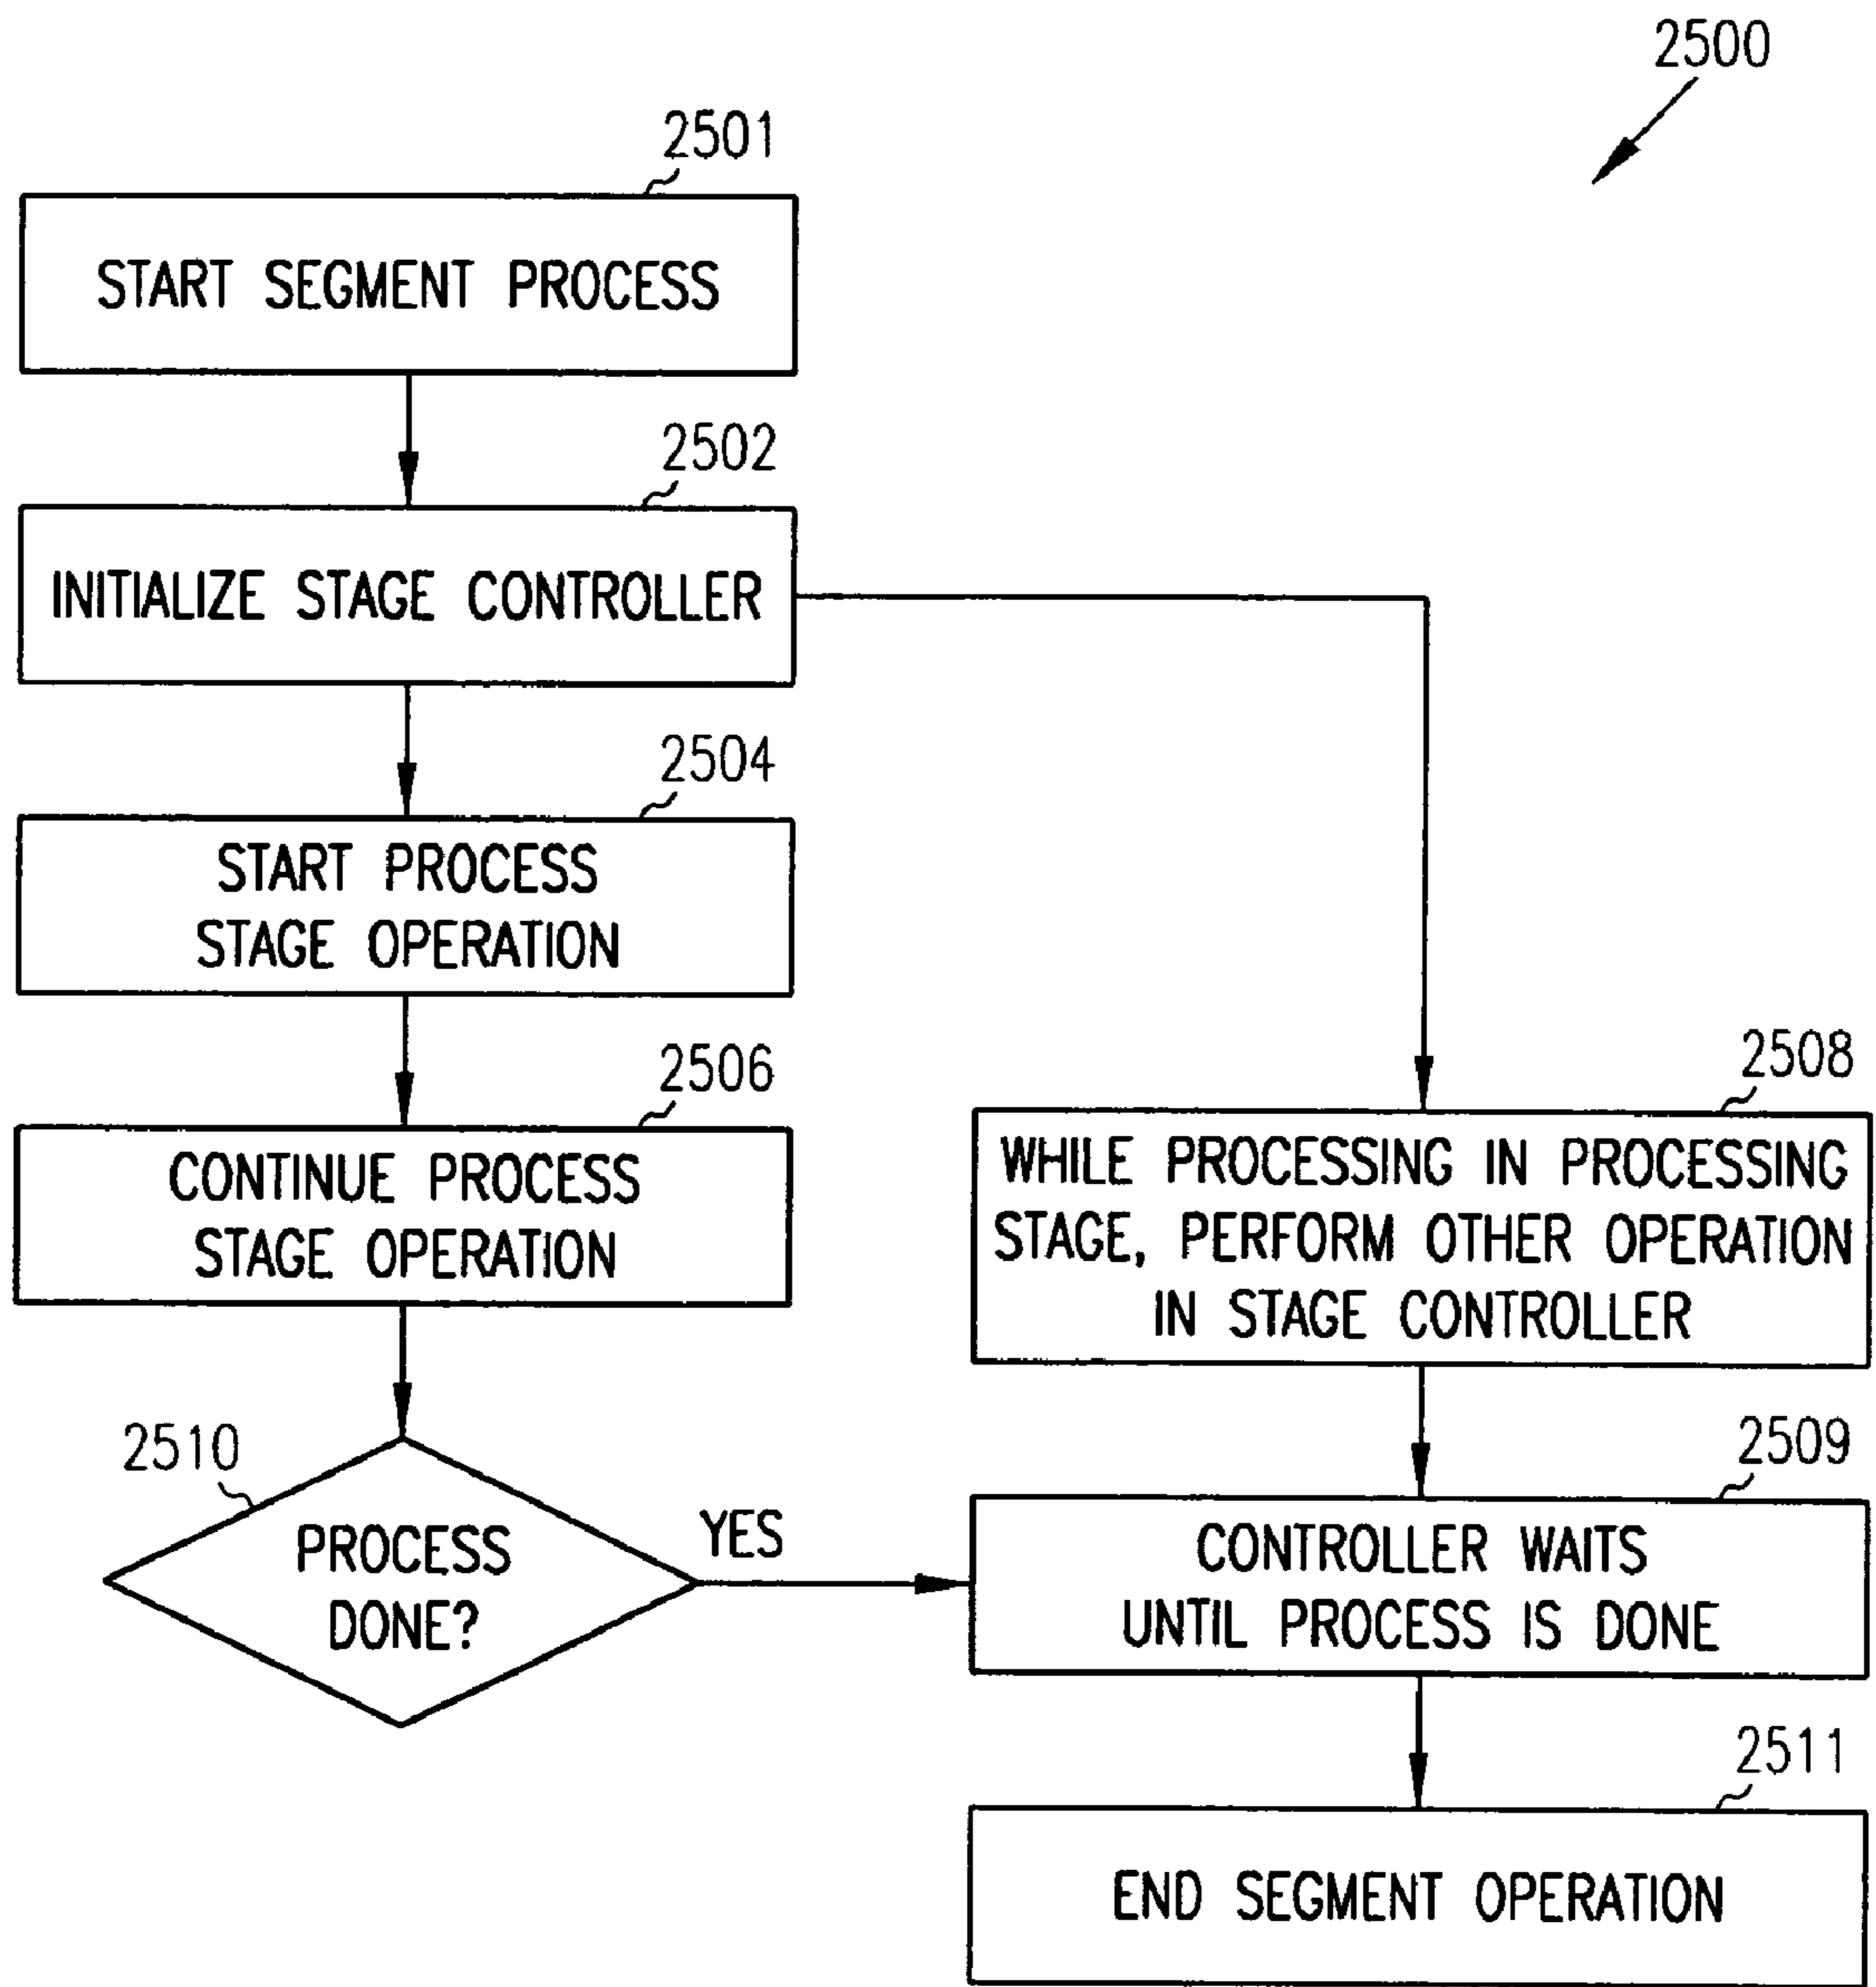 2500
2501
START SEGMENT PROCESS
2502
INITIALIZE STAGE CONTROLLER
2504
START PROCESS
STAGE OPERATION
2506
CONTINUE PROCESS
STAGE OPERATION
2508
WHILE PROCESSING IN PROCESSING
STAGE, PERFORM OTHER OPERATION
IN STAGE CONTROLLER
2510
PROCESS
DONE?
YES
2509
CONTROLLER WAITS
UNTIL PROCESS IS DONE
2511
END SEGMENT OPERATION